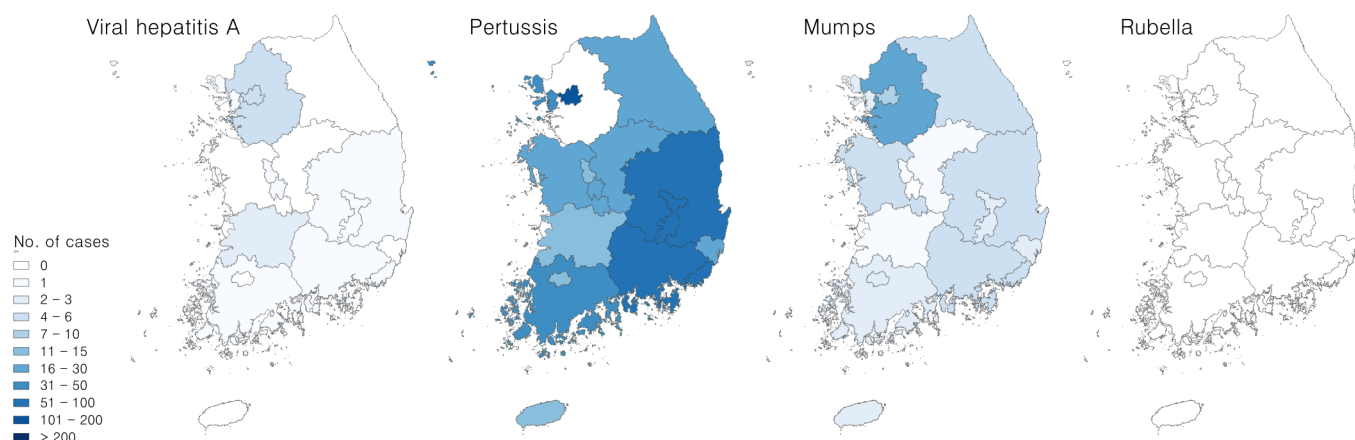 Viral hepatitis A
Pertussis
Mumps
Rubella
No. of cases
0
1
2 – 3
4 – 6
7 – 10
11 – 15
16 – 30
31 – 50
51 – 100
101 – 200
> 200